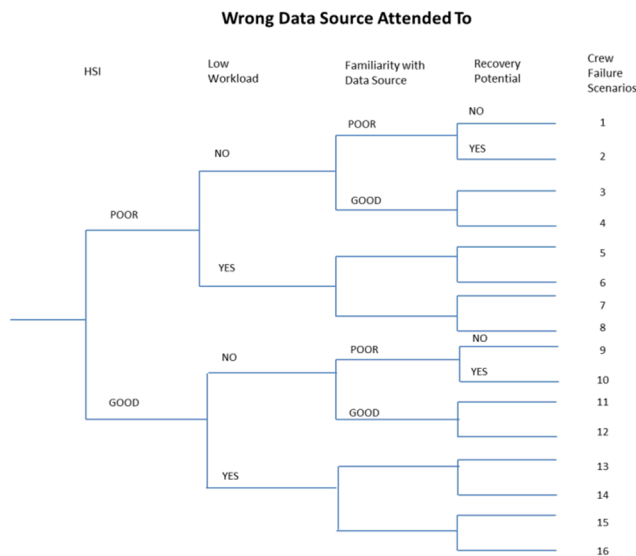 Wrong Data Source Attended To
HSI
Low
Workload
Familiarity with
Data Source
Recovery
Potential
Crew
Failure
Scenarios
NO
1
POOR
YES
2
NO
3
GOOD
4
POOR
5
YES
6
7
8
NO
9
NO
POOR
YES
10
GOOD
11
GOOD
12
13
YES
14
15
16